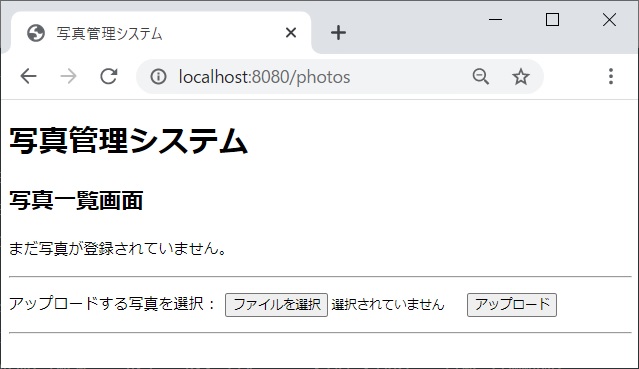 写真管理システム
localhost:8080/photos
写真管理システム
写真一覧画面
まだ写真が登録されていません。
アップロードする写真を選択： ファイルを選択 選択されていません アップロード